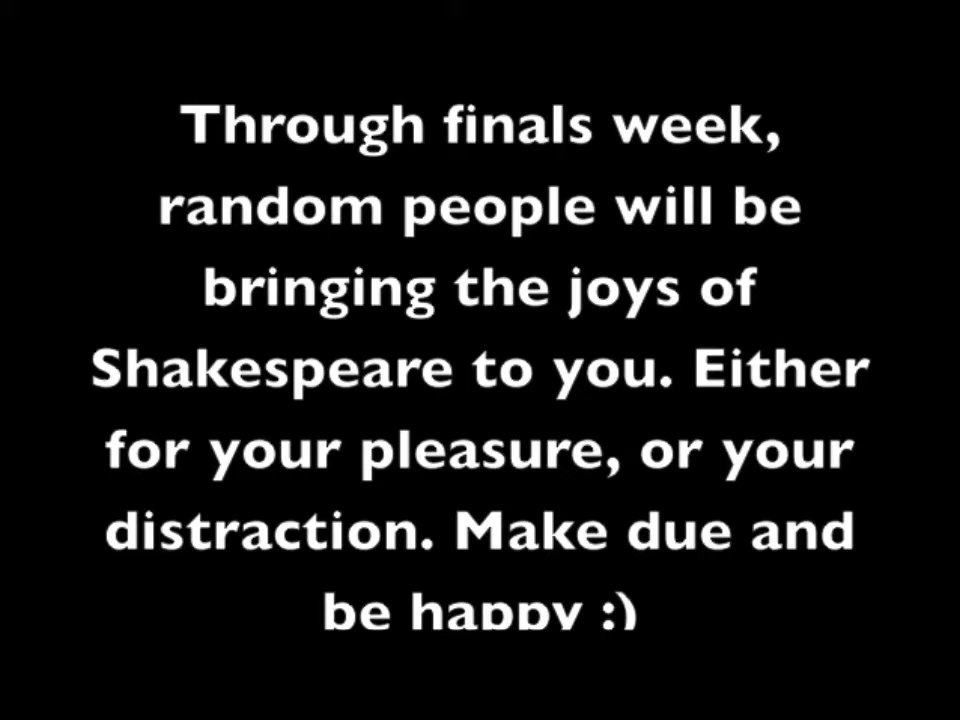 Through finals week,
random people will be
bringing the joys of
Shakespeare to you. Either
for your pleasure, or your
distraction. Make due and
be happy :)